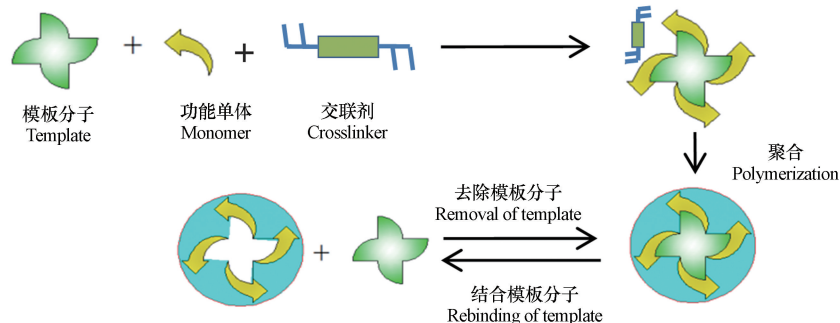 模板分子
Template
功能单体
Monomer
交联剂
Crosslinker
聚合
Polymerization
去除模板分子
Removal of template
结合模板分子
Rebinding of template